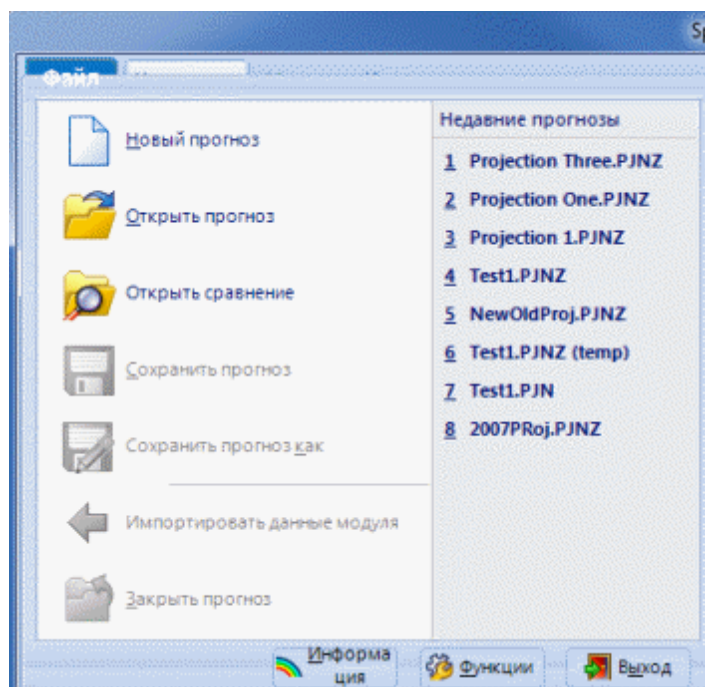 Sp
Файл
Новый прогноз
Открыть прогноз
Открыть сравнение
Сохранить прогноз
Сохранить прогноз как
Импортировать данные модуля
Закрыть прогноз
Недавние прогнозы
1 Projection Three.PJNZ
2 Projection One.PJNZ
3 Projection 1.PJNZ
4 Test1.PJNZ
5 NewOldProj.PJNZ
6 Test1.PJNZ (temp)
7 Test1.PJN
8 2007PRoj.PJNZ
Информа
ция
Функции
Выход